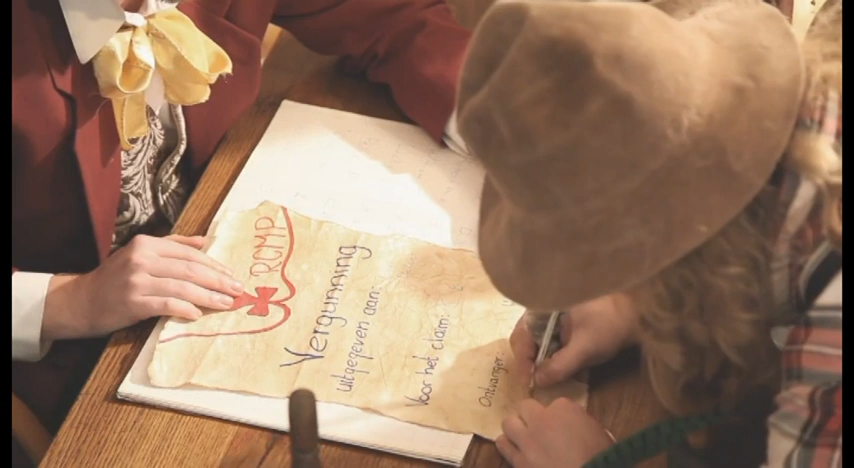 RCMP
Vergunning
uitgegeven aan:
Voor het claim:
Ontvanger